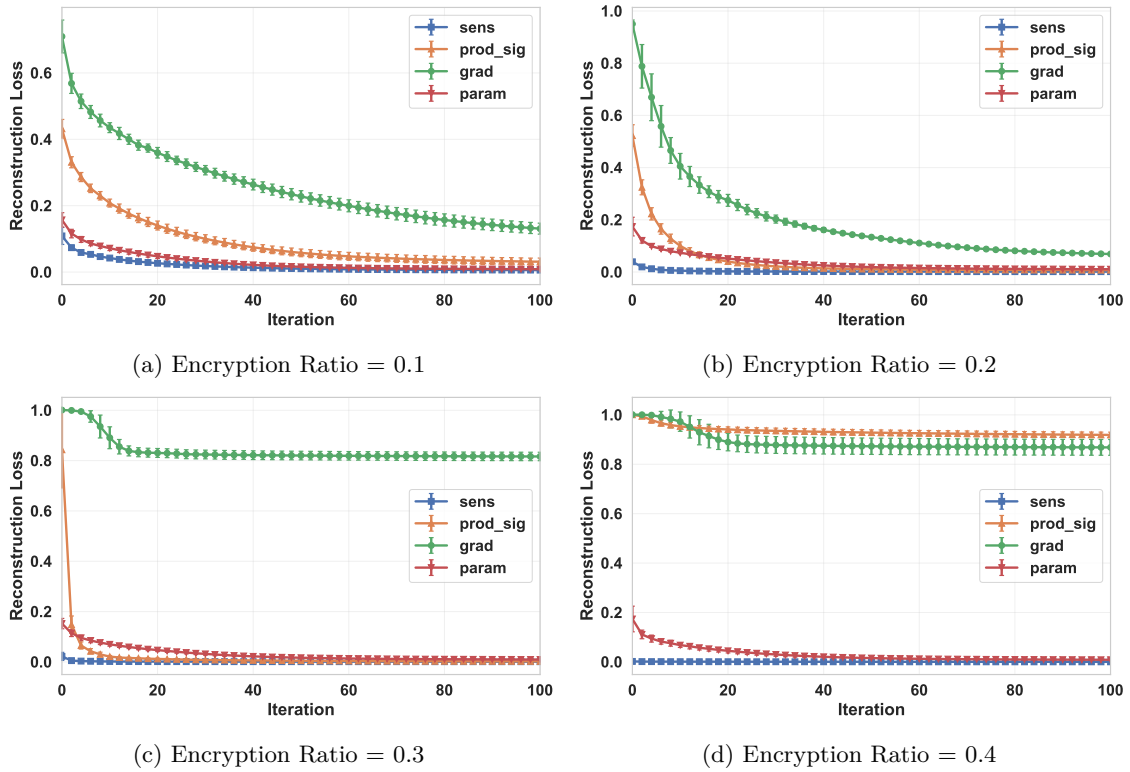 sens
prod_sig
grad
param
Reconstruction Loss
0.6
0.4
0.2
0.0
0 20 40 60 80 100
Iteration
(a) Encryption Ratio = 0.1
sens
prod_sig
grad
param
Reconstruction Loss
1.0
0.8
0.6
0.4
0.2
0.0
0 20 40 60 80 100
Iteration
(b) Encryption Ratio = 0.2
sens
prod_sig
grad
param
Reconstruction Loss
1.0
0.8
0.6
0.4
0.2
0.0
0 20 40 60 80 100
Iteration
(c) Encryption Ratio = 0.3
sens
prod_sig
grad
param
Reconstruction Loss
1.0
0.8
0.6
0.4
0.2
0.0
0 20 40 60 80 100
Iteration
(d) Encryption Ratio = 0.4